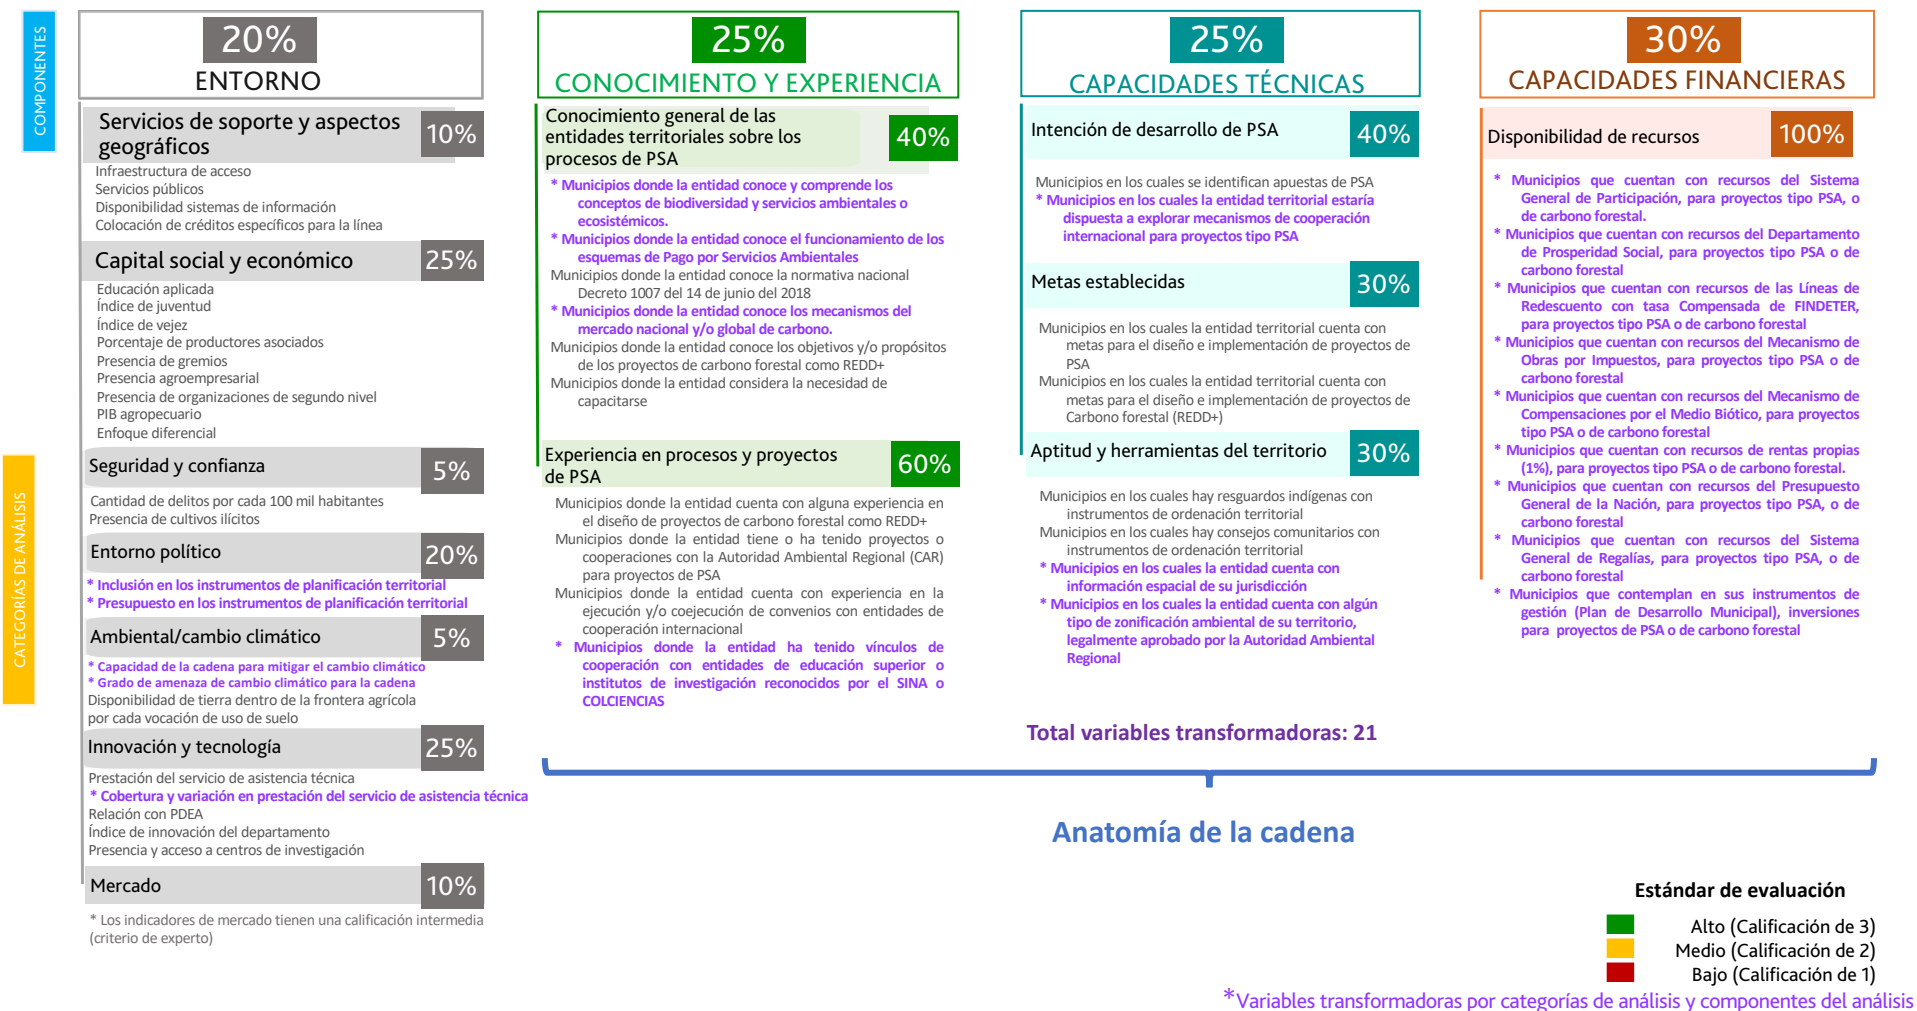 COMPONENTES
CATEGORÍAS DE ANÁLISIS
20%
ENTORNO
Servicios de soporte y aspectos
geográficos
10%
Infraestructura de acceso
Servicios públicos
Disponibilidad sistemas de información
Colocación de créditos específicos para la línea
Capital social y económico
25%
Educación aplicada
Índice de juventud
Índice de vejez
Porcentaje de productores asociados
Presencia de gremios
Presencia agroempresarial
Presencia de organizaciones de segundo nivel
PIB agropecuario
Enfoque diferencial
Seguridad y confianza
5%
Cantidad de delitos por cada 100 mil habitantes
Presencia de cultivos ilícitos
Entorno político
20%
* Inclusión en los instrumentos de planificación territorial
* Presupuesto en los instrumentos de planificación territorial
Ambiental/cambio climático
5%
* Capacidad de la cadena para mitigar el cambio climático
* Grado de amenaza de cambio climático para la cadena
Disponibilidad de tierra dentro de la frontera agrícola
por cada vocación de uso de suelo
Innovación y tecnología
25%
Prestación del servicio de asistencia técnica
* Cobertura y variación en prestación del servicio de asistencia técnica
Relación con PDEA
Índice de innovación del departamento
Presencia y acceso a centros de investigación
Mercado
10%
* Los indicadores de mercado tienen una calificación intermedia
(criterio de experto)
25%
CONOCIMIENTO Y EXPERIENCIA
Conocimiento general de las
entidades territoriales sobre los
procesos de PSA
40%
* Municipios donde la entidad conoce y comprende los
conceptos de biodiversidad y servicios ambientales o
ecosistémicos.
* Municipios donde la entidad conoce el funcionamiento de los
esquemas de Pago por Servicios Ambientales
Municipios donde la entidad conoce la normativa nacional
Decreto 1007 del 14 de junio del 2018
* Municipios donde la entidad conoce los mecanismos del
mercado nacional y/o global de carbono.
Municipios donde la entidad conoce los objetivos y/o propósitos
de los proyectos de carbono forestal como REDD+
Municipios donde la entidad considera la necesidad de
capacitarse
Experiencia en procesos y proyectos
de PSA
60%
Municipios donde la entidad cuenta con alguna experiencia en
el diseño de proyectos de carbono forestal como REDD+
Municipios donde la entidad tiene o ha tenido proyectos o
cooperaciones con la Autoridad Ambiental Regional (CAR)
para proyectos de PSA
Municipios donde la entidad cuenta con experiencia en la
ejecución y/o coejecución de convenios con entidades de
cooperación internacional
* Municipios donde la entidad ha tenido vínculos de
cooperación con entidades de educación superior o
institutos de investigación reconocidos por el SINA o
COLCIENCIAS
25%
CAPACIDADES TÉCNICAS
Intención de desarrollo de PSA
40%
Municipios en los cuales se identifican apuestas de PSA
* Municipios en los cuales la entidad territorial estaría
dispuesta a explorar mecanismos de cooperación
internacional para proyectos tipo PSA
Metas establecidas
30%
Municipios en los cuales la entidad territorial cuenta con
metas para el diseño e implementación de proyectos de
PSA
Municipios en los cuales la entidad territorial cuenta con
metas para el diseño e implementación de proyectos de
Carbono forestal (REDD+)
Aptitud y herramientas del territorio
30%
Municipios en los cuales hay resguardos indígenas con
instrumentos de ordenación territorial
Municipios en los cuales hay consejos comunitarios con
instrumentos de ordenación territorial
* Municipios en los cuales la entidad cuenta con
información espacial de su jurisdicción
* Municipios en los cuales la entidad cuenta con algún
tipo de zonificación ambiental de su territorio,
legalmente aprobado por la Autoridad Ambiental
Regional
30%
CAPACIDADES FINANCIERAS
Disponibilidad de recursos
100%
* Municipios que cuentan con recursos del Sistema
General de Participación, para proyectos tipo PSA, o
de carbono forestal.
* Municipios que cuentan con recursos del Departamento
de Prosperidad Social, para proyectos tipo PSA o de
carbono forestal
* Municipios que cuentan con recursos de las Líneas de
Redescuento con tasa Compensada de FINDETER,
para proyectos tipo PSA o de carbono forestal
* Municipios que cuentan con recursos del Mecanismo de
Obras por Impuestos, para proyectos tipo PSA o de
carbono forestal
* Municipios que cuentan con recursos del Mecanismo de
Compensaciones por el Medio Biótico, para proyectos
tipo PSA o de carbono forestal
* Municipios que cuentan con recursos de rentas propias
(1%), para proyectos tipo PSA o de carbono forestal.
* Municipios que cuentan con recursos del Presupuesto
General de la Nación, para proyectos tipo PSA, o de
carbono forestal
* Municipios que cuentan con recursos del Sistema
General de Regalías, para proyectos tipo PSA, o de
carbono forestal
* Municipios que contemplan en sus instrumentos de
gestión (Plan de Desarrollo Municipal), inversiones
para proyectos de PSA o de carbono forestal
Total variables transformadoras: 21
Anatomía de la cadena
Estándar de evaluación
Alto (Calificación de 3)
Medio (Calificación de 2)
Bajo (Calificación de 1)
*Variables transformadoras por categorías de análisis y componentes del análisis